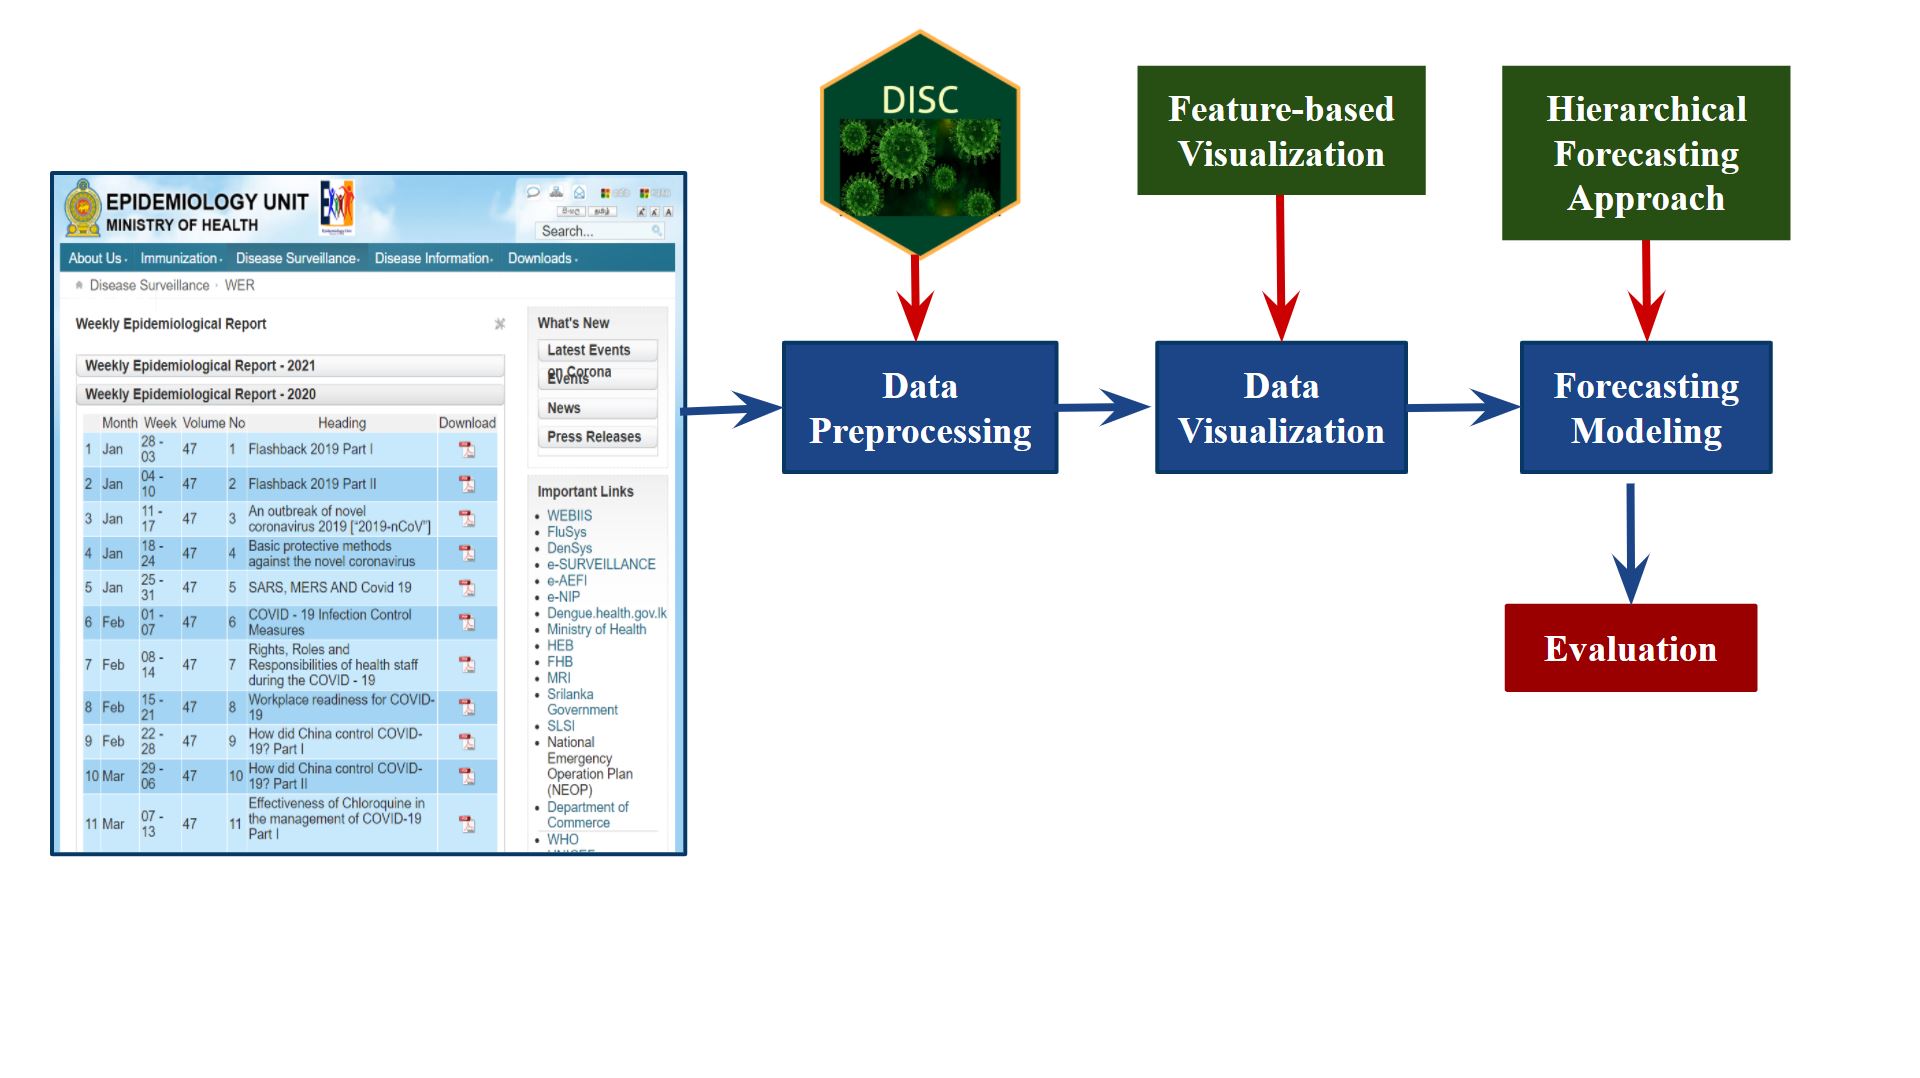 DISC
Feature-based
Visualization
Hierarchical
Forecasting
Approach
EPIDEMIOLOGY UNIT
MINISTRY OF HEALTH
Search...
About Us
Immunization
Disease Surveillance
Disease Information
Downloads
Disease Surveillance · WER
Weekly Epidemiological Report
Weekly Epidemiological Report - 2021
Weekly Epidemiological Report - 2020
Month Week Volume No Heading Download
1 Jan 28 - 03 47 1 Flashback 2019 Part I
2 Jan 04 - 10 47 2 Flashback 2019 Part II
3 Jan 11 - 17 47 3 An outbreak of novel
coronavirus 2019 ["2019-nCoV"]
4 Jan 18 - 24 47 4 Basic protective methods
against the novel coronavirus
5 Jan 25 - 31 47 5 SARS, MERS AND Covid 19
6 Feb 01 - 07 47 6 COVID - 19 Infection Control
Measures
7 Feb 08 - 14 47 7 Rights, Roles and
Responsibilities of health staff
during the COVID - 19
8 Feb 15 - 21 47 8 Workplace readiness for COVID-
19
9 Feb 22 - 28 47 9 How did China control COVID-
19? Part I
10 Mar 29 - 06 47 10 How did China control COVID-
19? Part II
11 Mar 07 - 13 47 11 Effectiveness of Chloroquine in
the management of COVID-19
Part I
What's New
Latest Events
on Corona
Events
News
Press Releases
Important Links
WEBIIS
FluSys
DenSys
e-SURVEILLANCE
e-AEFI
e-NIP
Dengue.health.gov.lk
Ministry of Health
HEB
FHB
MRI
Srilanka
Government
SLSI
National
Emergency
Operation Plan
(NEOP)
Department of
Commerce
WHO
Data
Preprocessing
Data
Visualization
Forecasting
Modeling
Evaluation